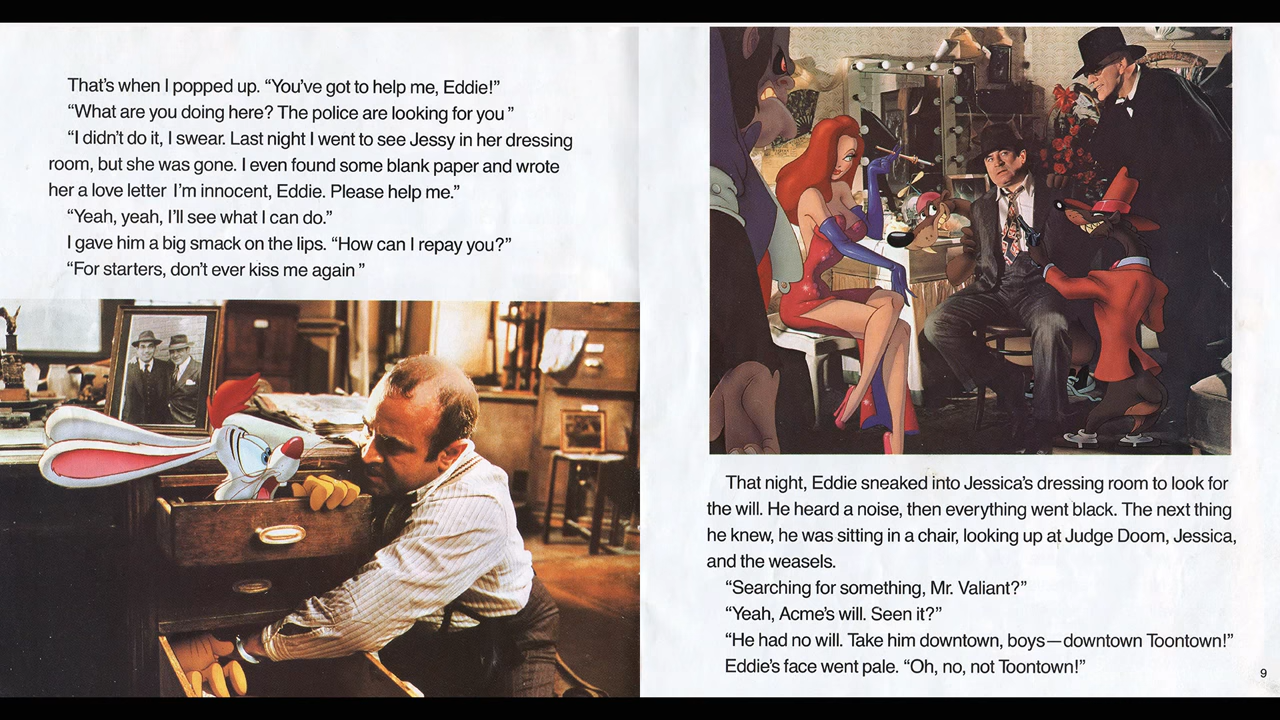 That's when I popped up. “You've got to help me, Eddie!”
“What are you doing here? The police are looking for you ”
“I didn't do it, I swear. Last night I went to see Jessy in her dressing
room, but she was gone. I even found some blank paper and wrote
her a love letter I'm innocent, Eddie. Please help me.”
“Yeah, yeah, I'll see what I can do.”
I gave him a big smack on the lips. “How can I repay you?”
“For starters, don't ever kiss me again ”
That night, Eddie sneaked into Jessica's dressing room to look for
the will. He heard a noise, then everything went black. The next thing
he knew, he was sitting in a chair, looking up at Judge Doom, Jessica,
and the weasels.
“Searching for something, Mr. Valiant?”
“Yeah, Acme's will. Seen it?”
“He had no will. Take him downtown, boys—downtown Toontown!”
Eddie's face went pale. “Oh, no, not Toontown!”
9